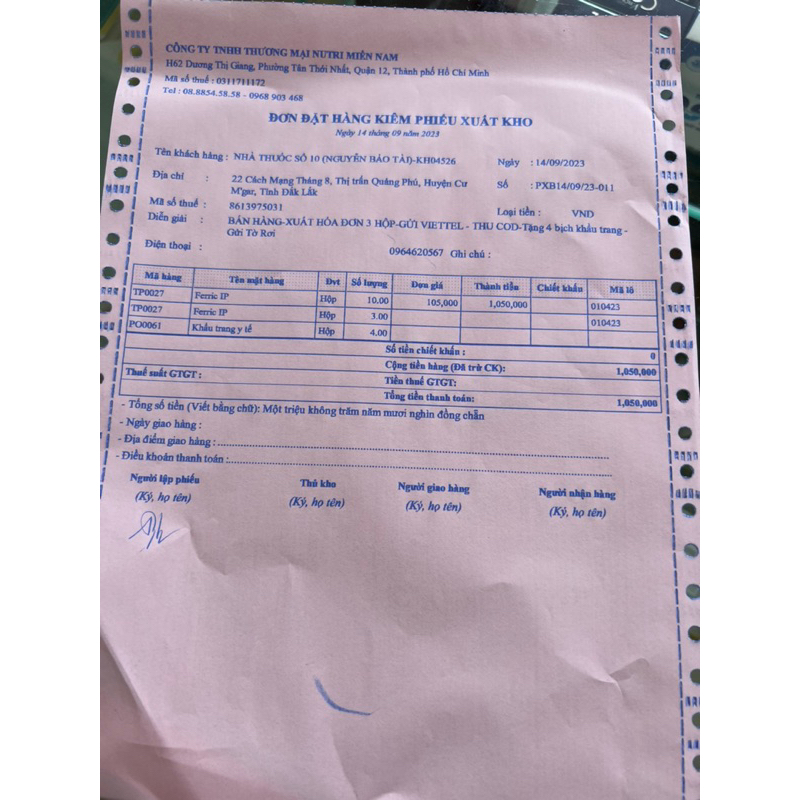 CÔNG TY TNHH THƯƠNG MẠI NUTRI MIỀN NAM
H62 Dương Thị Giang, Phường Tân Thới Nhất, Quận 12, Thành phố Hồ Chí Minh
Mã số thuế : 0311711172
Tel : 08.8854.58.58 - 0968 903 468
ĐƠN ĐẶT HÀNG KIÊM PHIẾU XUẤT KHO
Ngày 14 tháng 09 năm 2023
Tên khách hàng : NHÀ THUỐC SỐ 10 (NGUYỄN BẢO TÀI)-KH04526 Ngày : 14/09/2023
Địa chỉ : 22 Cách Mạng Tháng 8, Thị trấn Quảng Phú, Huyện Cư Số : PXB14/09/23-011
M'gar, Tỉnh Đắk Lắk
Mã số thuế : 8613975031 Loại tiền : VND
Diễn giải : BÁN HÀNG-XUẤT HÓA ĐƠN 3 HỘP-GỬI VIETTEL - THU COD-Tặng 4 bịch khẩu trang -
Gửi Tờ Rơi
Điện thoại : 0964620567 Ghi chú :
Mã hàng Tên mặt hàng Đvt Số lượng Đơn giá Thành tiền Chiết khấu Mã lô
TP0027 Ferric IP Hộp 10.00 105,000 1,050,000 010423
TP0027 Ferric IP Hộp 3.00 010423
PO0061 Khẩu trang y tế Hộp 4.00
Số tiền chiết khấu : 0
Cộng tiền hàng (Đã trừ CK): 1,050,000
Thuế suất GTGT : Tiền thuế GTGT:
Tổng tiền thanh toán: 1,050,000
- Tổng số tiền (Viết bằng chữ): Một triệu không trăm năm mươi nghìn đồng chẵn
- Ngày giao hàng :
- Địa điểm giao hàng :
- Điều khoản thanh toán :
Người lập phiếu Thủ kho Người giao hàng Người nhận hàng
(Ký, họ tên) (Ký, họ tên) (Ký, họ tên) (Ký, họ tên)